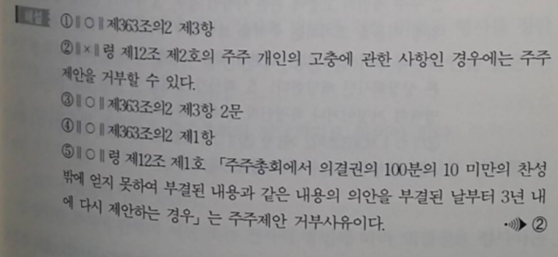 해설 ①∥○∥제363조의2 제3항
②∥×∥령 제12조 제2호의 주주 개인의 고충에 관한 사항인 경우에는 주주
제안을 거부할 수 있다.
③∥○∥제363조의2 제3항 2문
④∥○∥제363조의2 제1항
⑤∥○∥령 제12조 제1호 「주주총회에서 의결권의 100분의 10 미만의 찬성
밖에 얻지 못하여 부결된 내용과 같은 내용의 의안을 부결된 날부터 3년 내
에 다시 제안하는 경우」는 주주제안 거부사유이다. ②